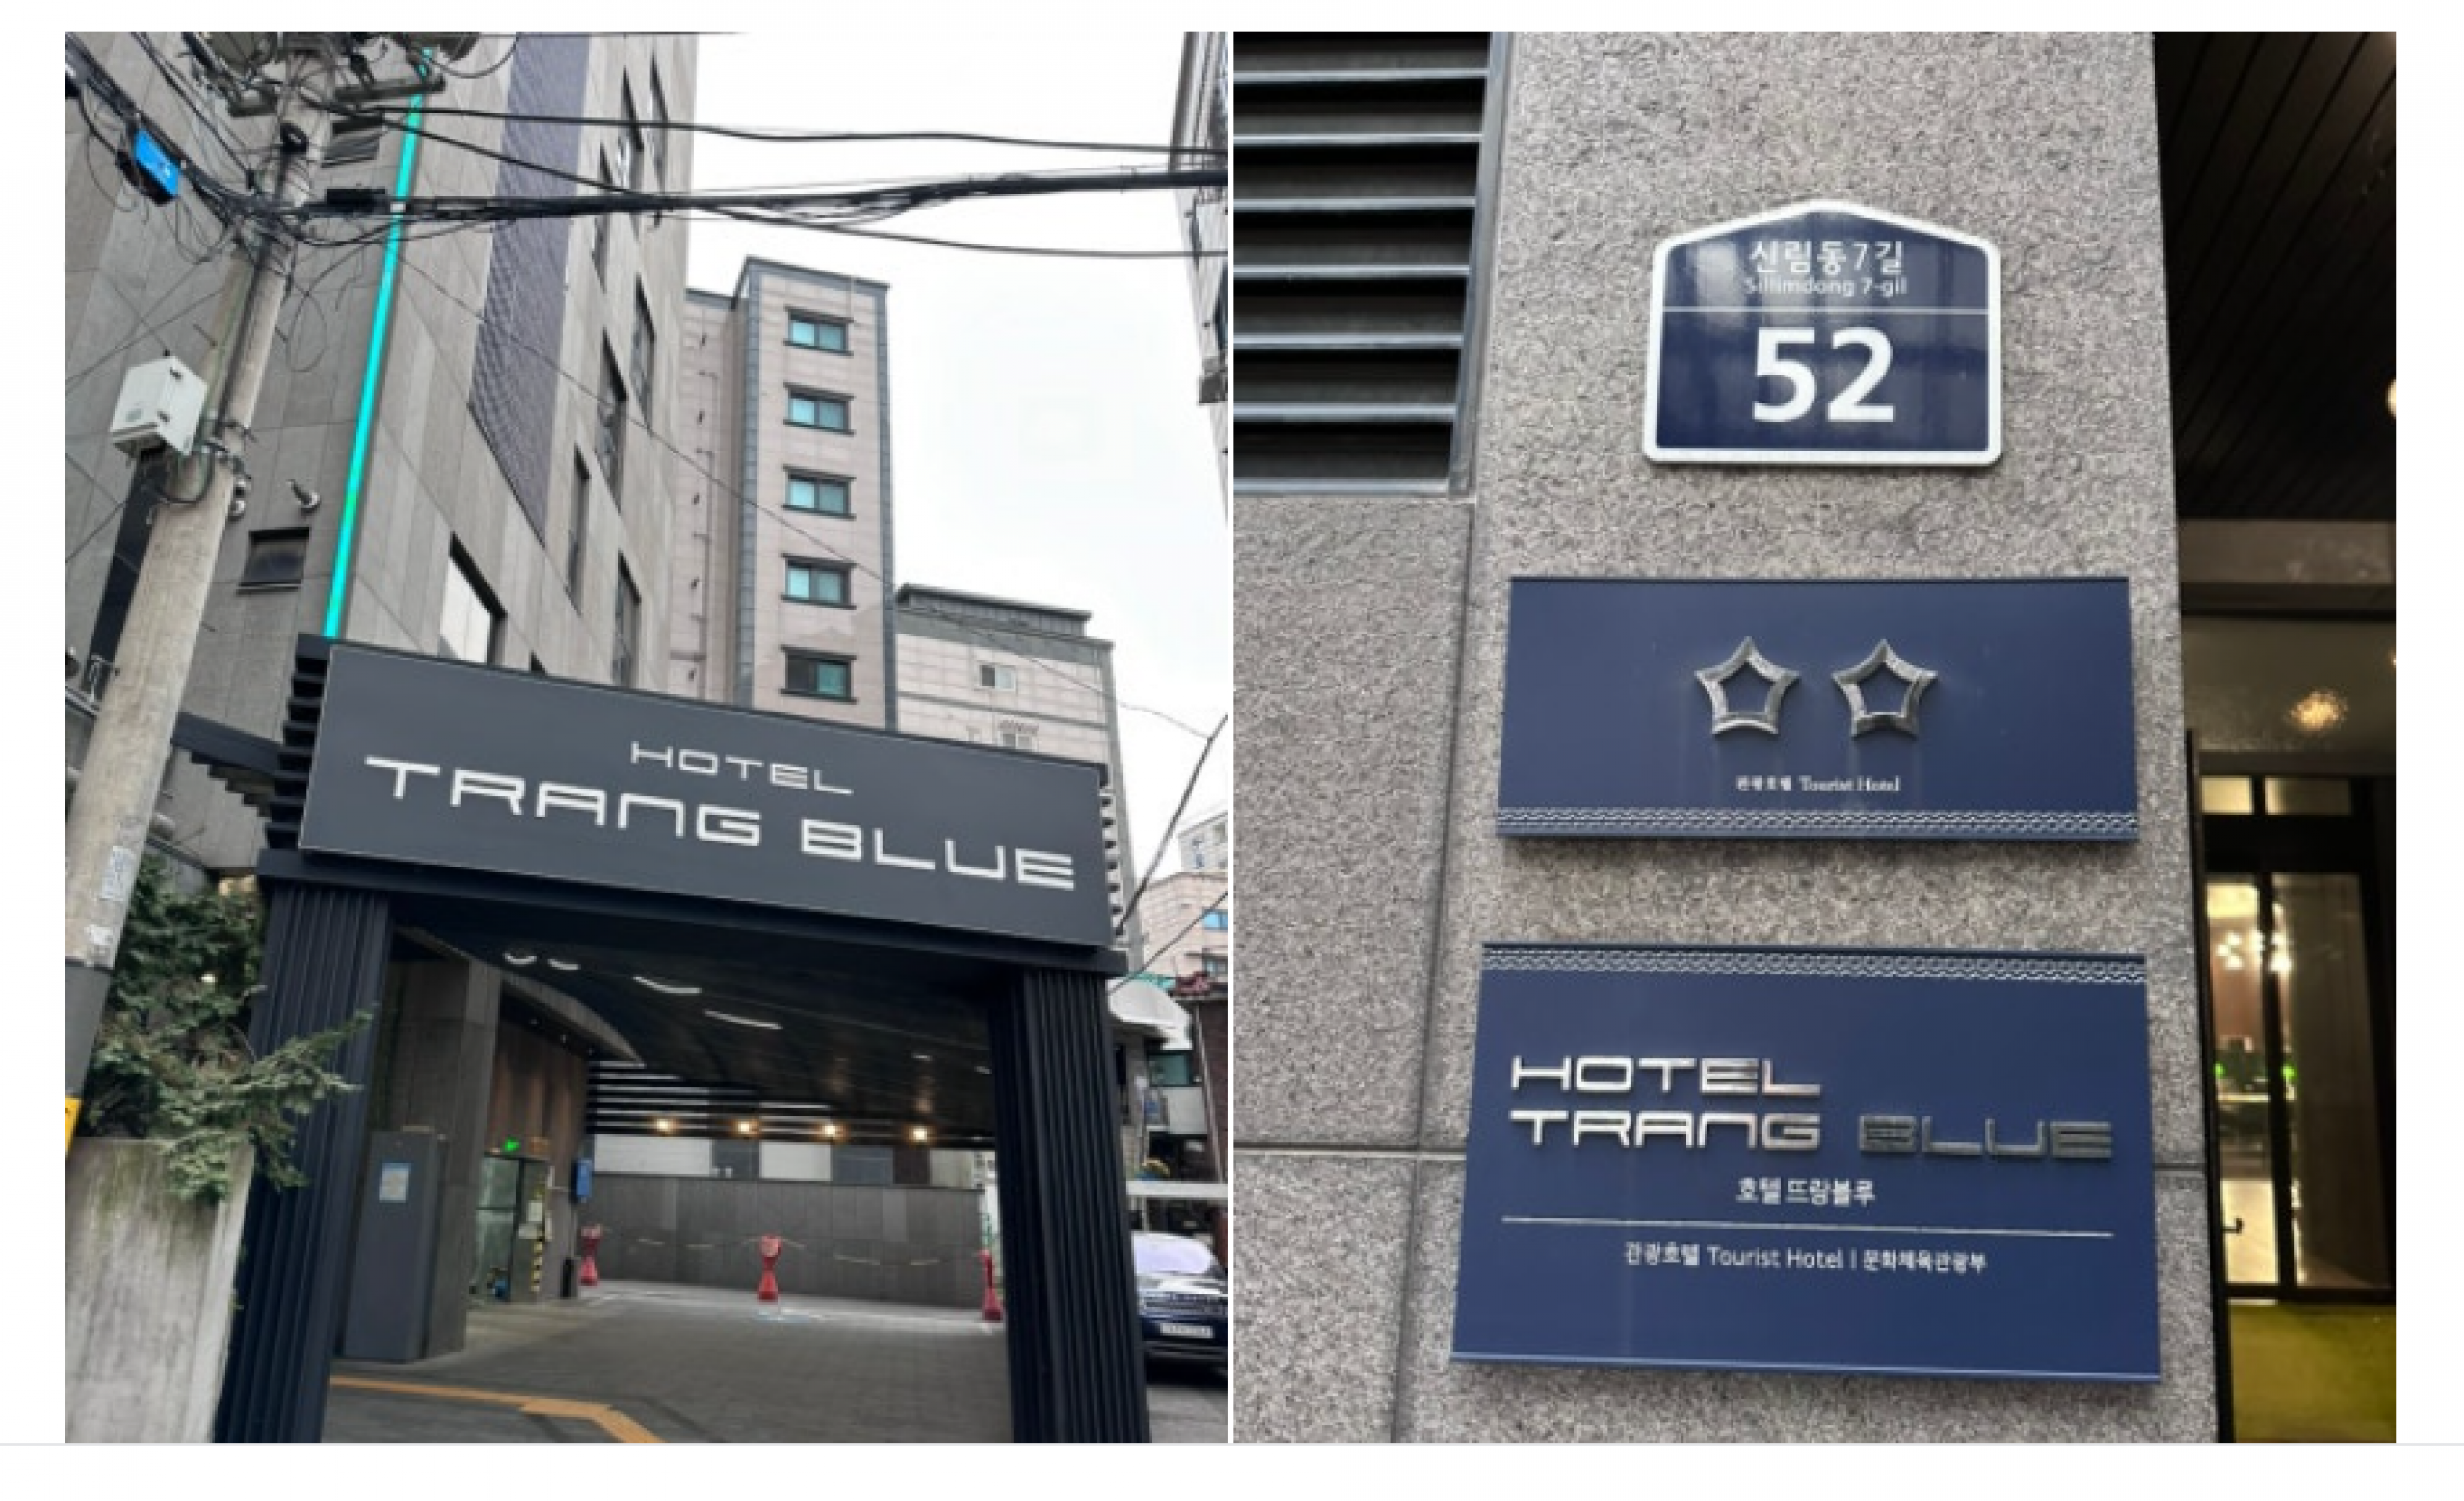 HOTEL
TRANG BLUE
신림동7길
Sillimdong 7-gil
52
관광호텔 Tourist Hotel
HOTEL
TRANG BLUE
호텔 뜨랑블루
관광호텔 Tourist Hotel | 문화체육관광부